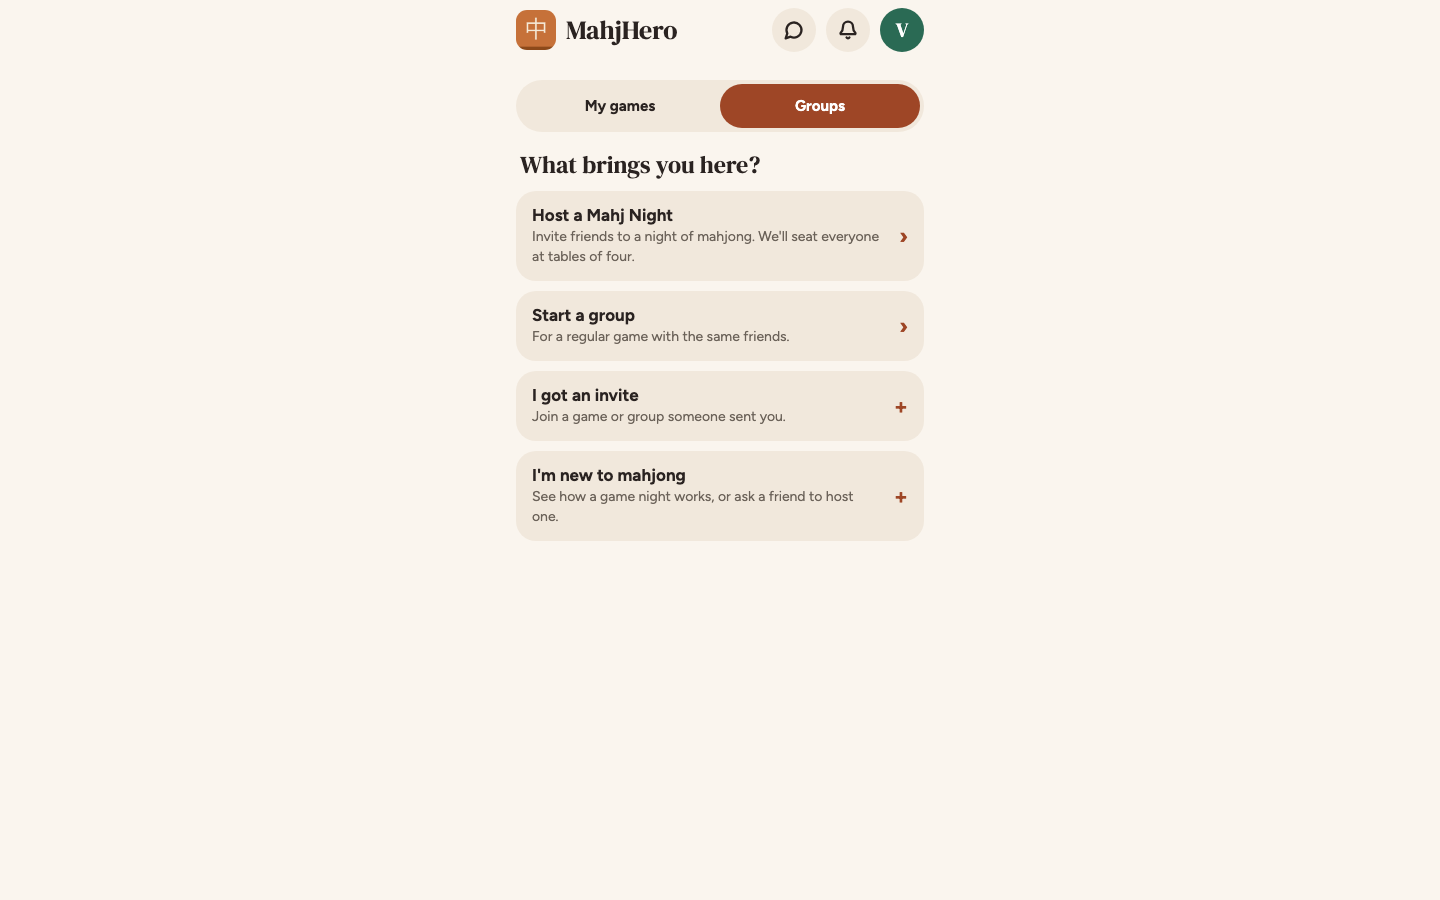 中 MahjHero V
My games Groups
What brings you here?
Host a Mahj Night
Invite friends to a night of mahjong. We'll seat everyone
at tables of four.
›
Start a group
For a regular game with the same friends.
›
I got an invite
Join a game or group someone sent you.
+
I'm new to mahjong
See how a game night works, or ask a friend to host
one.
+